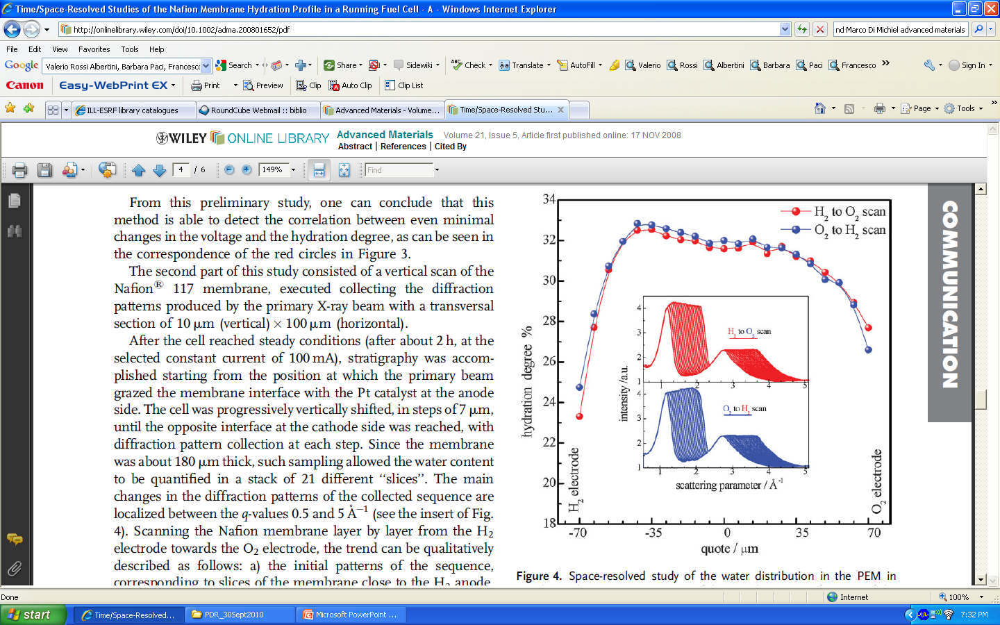 Time/Space-Resolved Studies of the Nafion Membrane Hydration Profile in a Running Fuel Cell - A - Windows Internet Explorer
http://onlinelibrary.wiley.com/doi/10.1002/adma.200801652/pdf
nd Marco Di Michiel advanced materials
File Edit View Favorites Tools Help
Google Valerio Rossi Albertini, Barbara Paci, Francesc Search Share Sidewiki Check Translate AutoFill Valerio Rossi Albertini Barbara Paci Francesco Sign In
Canon Easy-WebPrint EX Print Preview Clip Auto Clip Clip List
ILL-ESRF library catalogues RoundCube Webmail :: biblio Advanced Materials - Volume... Time/Space-Resolved Stu... Page Tools
WILEY ONLINE LIBRARY Advanced Materials Volume 21, Issue 5, Article first published online: 17 NOV 2008
Abstract | References | Cited By
4 / 6 149% Find
From this preliminary study, one can conclude that this
method is able to detect the correlation between even minimal
changes in the voltage and the hydration degree, as can be seen in
the correspondence of the red circles in Figure 3.
The second part of this study consisted of a vertical scan of the
Nafion® 117 membrane, executed collecting the diffraction
patterns produced by the primary X-ray beam with a transversal
section of 10 μm (vertical) × 100 μm (horizontal).
After the cell reached steady conditions (after about 2 h, at the
selected constant current of 100 mA), stratigraphy was accom-
plished starting from the position at which the primary beam
grazed the membrane interface with the Pt catalyst at the anode
side. The cell was progressively vertically shifted, in steps of 7 μm,
until the opposite interface at the cathode side was reached, with
diffraction pattern collection at each step. Since the membrane
was about 180 μm thick, such sampling allowed the water content
to be quantified in a stack of 21 different “slices”. The main
changes in the diffraction patterns of the collected sequence are
localized between the q-values 0.5 and 5 Å⁻¹ (see the insert of Fig.
4). Scanning the Nafion membrane layer by layer from the H₂
electrode towards the O₂ electrode, the trend can be qualitatively
described as follows: a) the initial patterns of the sequence,
corresponding to slices of the membrane close to the H₂ anode,
34
32
30
28
26
24
22
20
18
hydration degree %
H₂ to O₂ scan
O₂ to H₂ scan
4
3
2
1
H₂ to O₂ scan
1 2 3 4 5
intensity /a.u.
4
3
2
1
O₂ to H₂ scan
1 2 3 4 5
scattering parameter / Å⁻¹
H₂ electrode
O₂ electrode
-70 -35 0 35 70
quote / μm
Figure 4. Space-resolved study of the water distribution in the PEM in
COMMUNICATION
Done Internet 100%
start Time/Space-Resolved... PDR_30Sept2010 Microsoft PowerPoint ... 7:32 PM